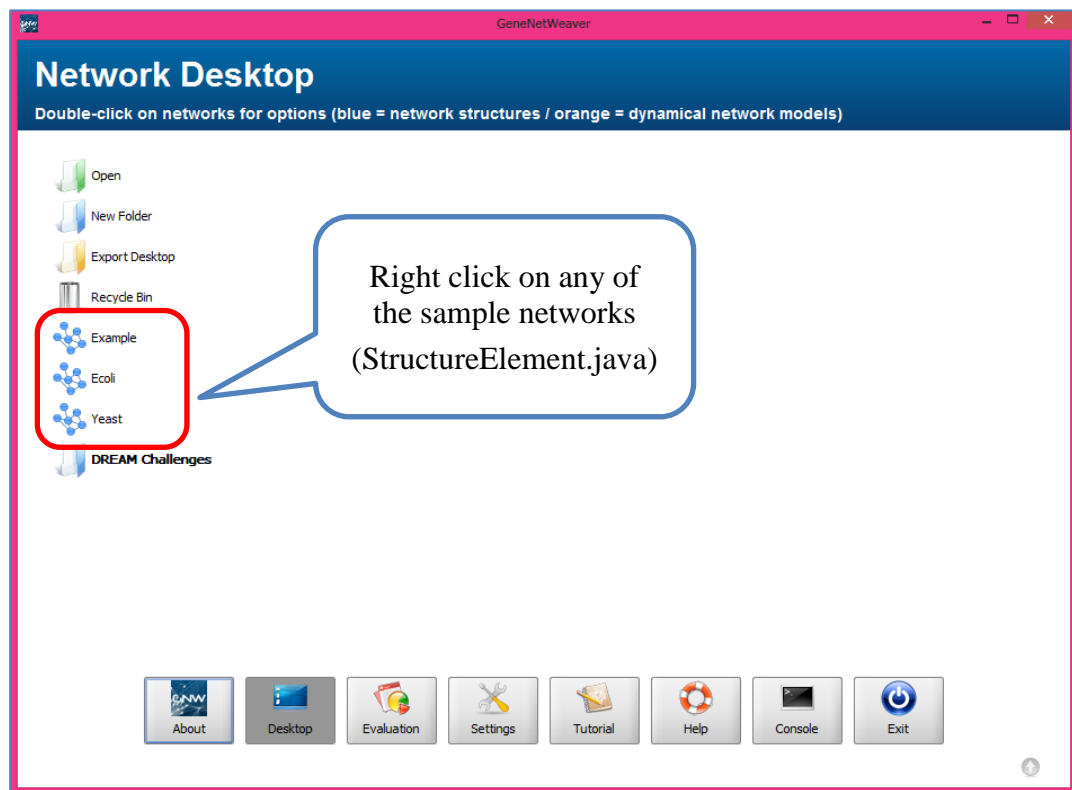 GeneNetWeaver
Network Desktop
Double-click on networks for options (blue = network structures / orange = dynamical network models)
Open
New Folder
Export Desktop
Recycle Bin
Example
Ecoli
Yeast
DREAM Challenges
Right click on any of
the sample networks
(StructureElement.java)
GNW
About
Desktop
Evaluation
Settings
Tutorial
Help
Console
Exit